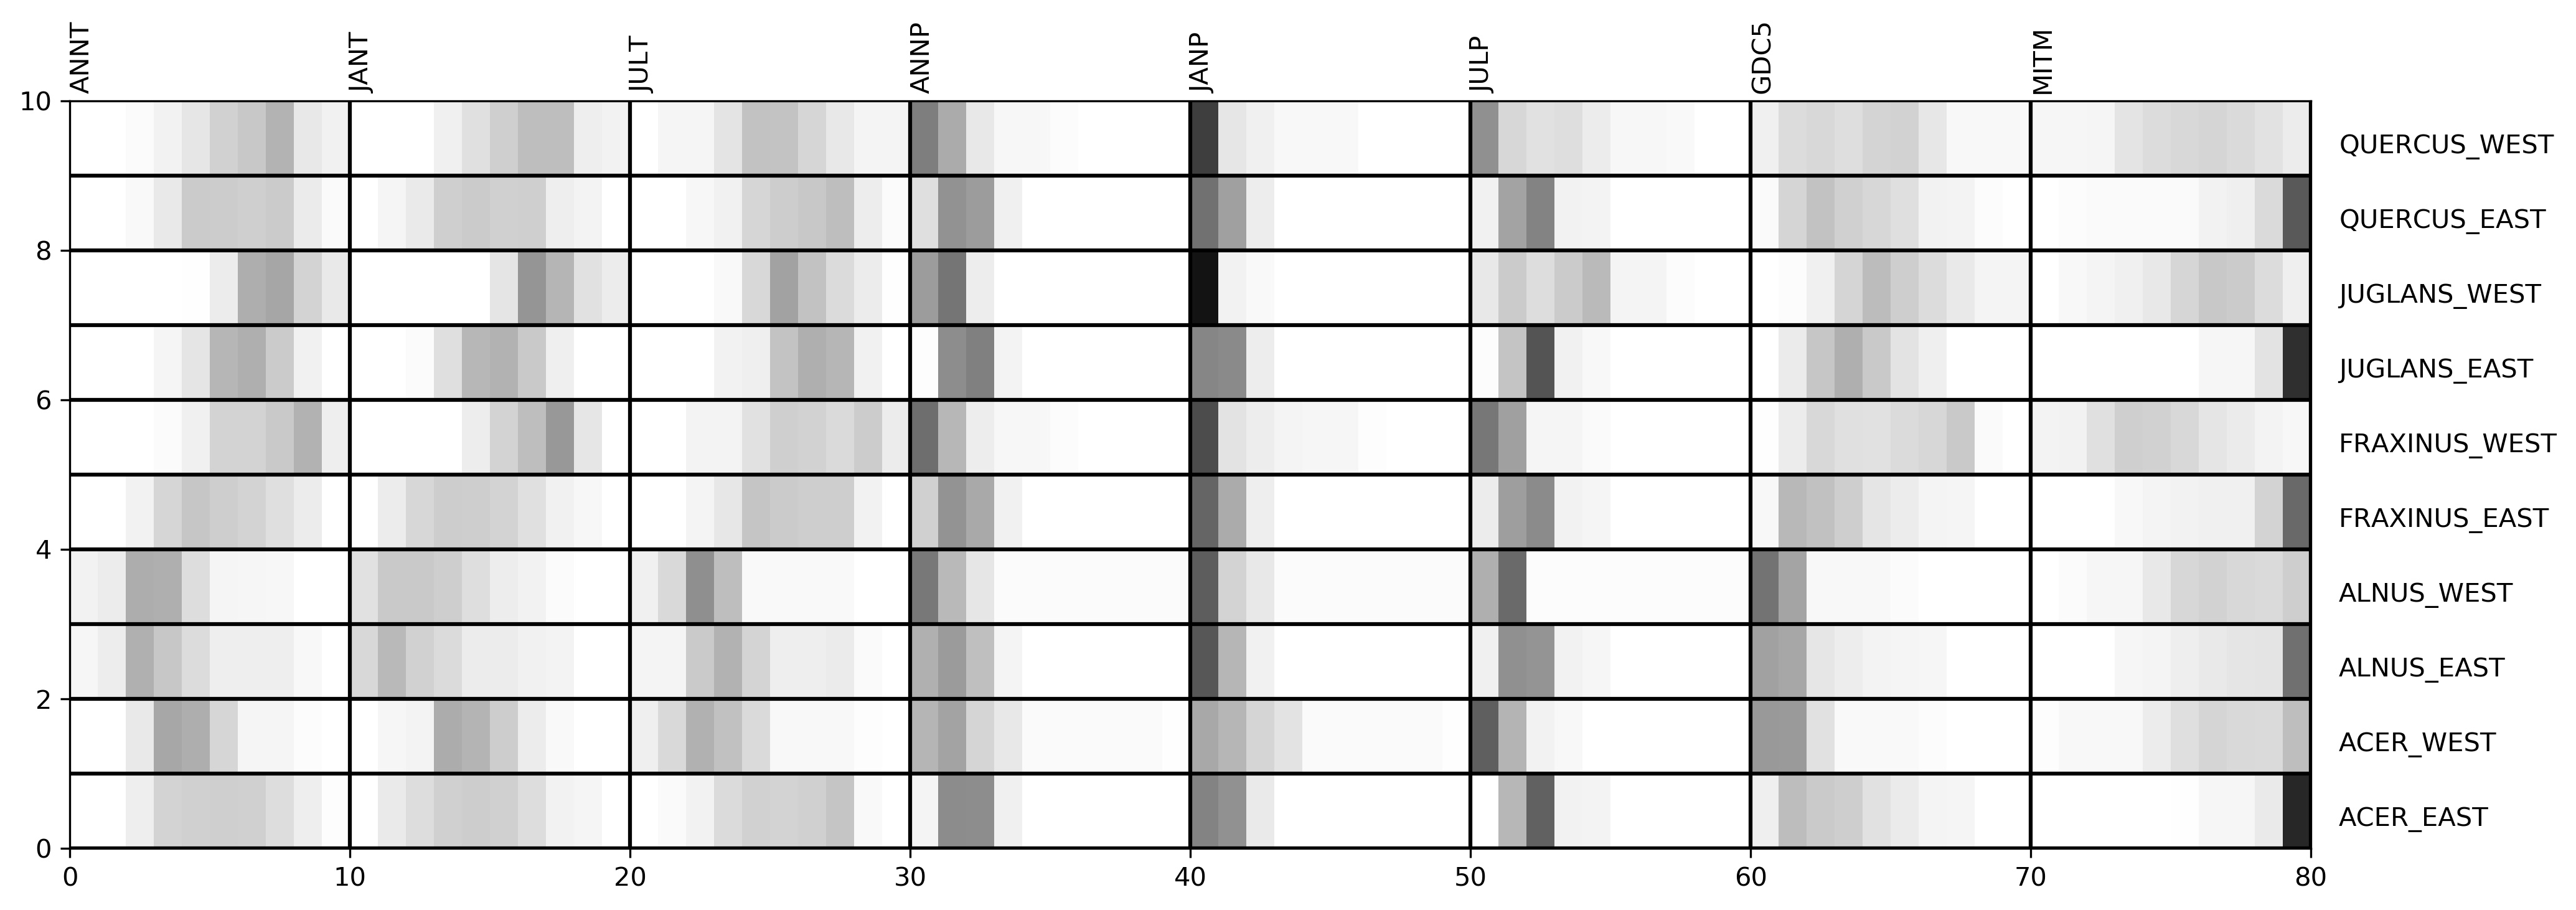 ANNT
JANT
JULT
ANNP
JANP
JULP
GDC5
MITM
10
QUERCUS_WEST
QUERCUS_EAST
8
JUGLANS_WEST
JUGLANS_EAST
6
FRAXINUS_WEST
FRAXINUS_EAST
4
ALNUS_WEST
ALNUS_EAST
2
ACER_WEST
ACER_EAST
0
0 10 20 30 40 50 60 70 80